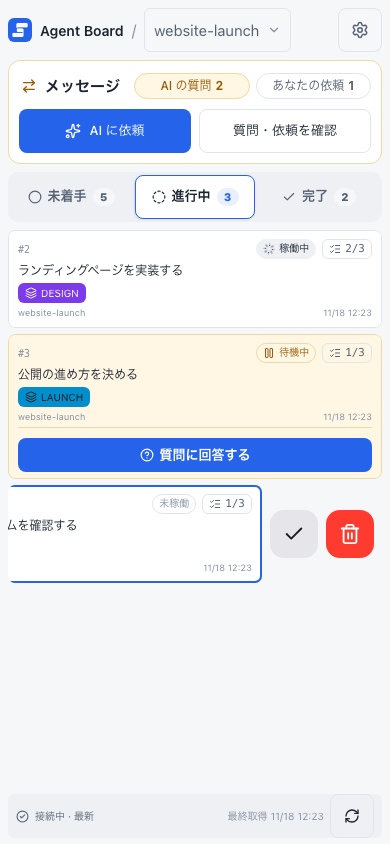 Agent Board / website-launch
メッセージ AI の質問 2 あなたの依頼 1
AI に依頼 質問・依頼を確認
未着手 5 進行中 3 完了 2
#2 稼働中 2/3
ランディングページを実装する
DESIGN
website-launch 11/18 12:23
#3 待機中 1/3
公開の進め方を決める
LAUNCH
website-launch 11/18 12:23
質問に回答する
未稼働 1/3
ムを確認する
11/18 12:23
接続中・最新 最終取得 11/18 12:23